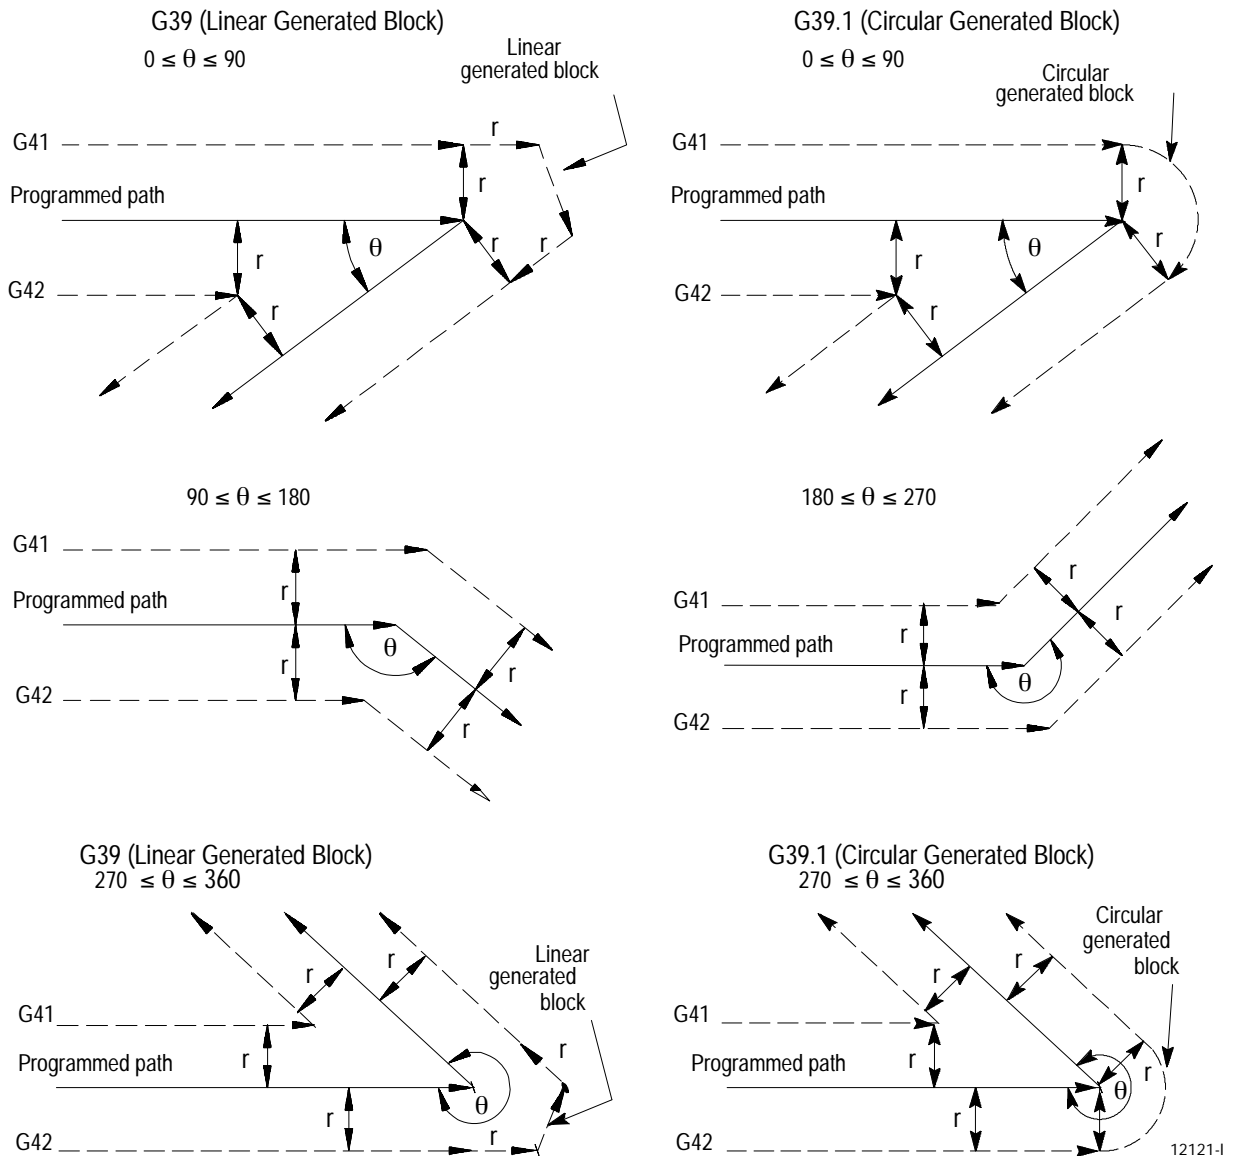 G39 (Linear Generated Block)
0 ≤ θ ≤ 90
Linear
generated block
G41
r
r
Programmed path
θ
r
r
r
G42
r
G39.1 (Circular Generated Block)
0 ≤ θ ≤ 90
Circular
generated block
G41
r
Programmed path
r
θ
r
G42
r
90 ≤ θ ≤ 180
G41
r
Programmed path
θ
r
r
G42
r
180 ≤ θ ≤ 270
r
G41
r
r
Programmed path
θ
r
G42
G39 (Linear Generated Block)
270 ≤ θ ≤ 360
Linear
generated
block
r
r
G41
r
r
Programmed path
θ
r
r
G42
G39.1 (Circular Generated Block)
270 ≤ θ ≤ 360
Circular
generated
block
r
r
G41
r
Programmed path
r
θ
r
G42
12121-I